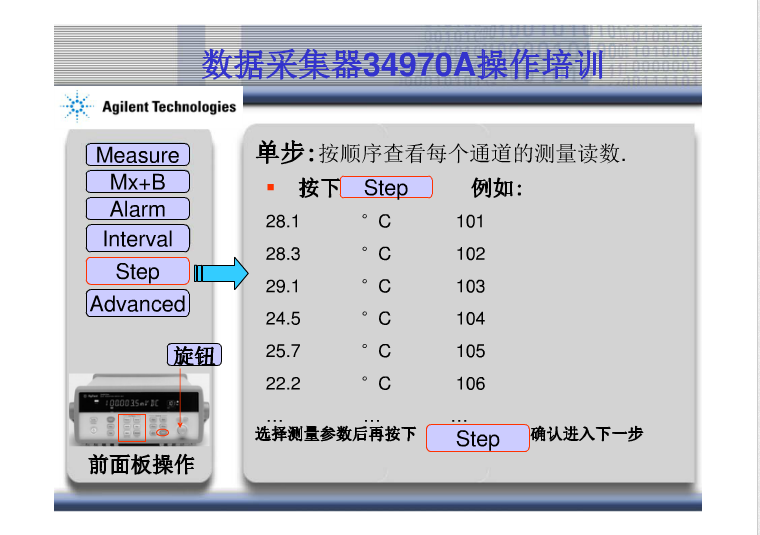 数据采集器34970A操作培训
Agilent Technologies
Measure
Mx+B
Alarm
Interval
Step
Advanced
旋钮
前面板操作
单步:按顺序查看每个通道的测量读数.
按下 Step 例如:
28.1 °C 101
28.3 °C 102
29.1 °C 103
24.5 °C 104
25.7 °C 105
22.2 °C 106
... ... ...
选择测量参数后再按下 Step 确认进入下一步